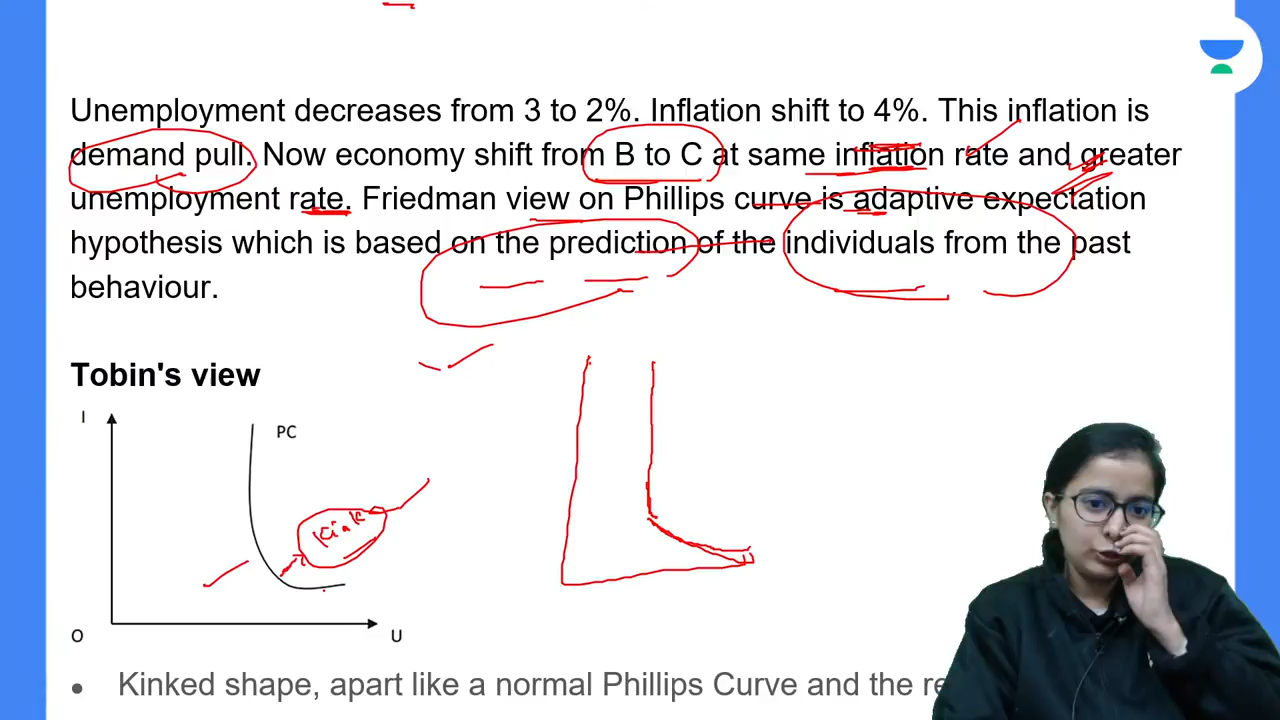 Unemployment decreases from 3 to 2%. Inflation shift to 4%. This inflation is
demand pull. Now economy shift from B to C at same inflation rate and greater
unemployment rate. Friedman view on Phillips curve is adaptive expectation
hypothesis which is based on the prediction of the individuals from the past
behaviour.
Tobin's view
I
PC
Kink
O
U
• Kinked shape, apart like a normal Phillips Curve and the